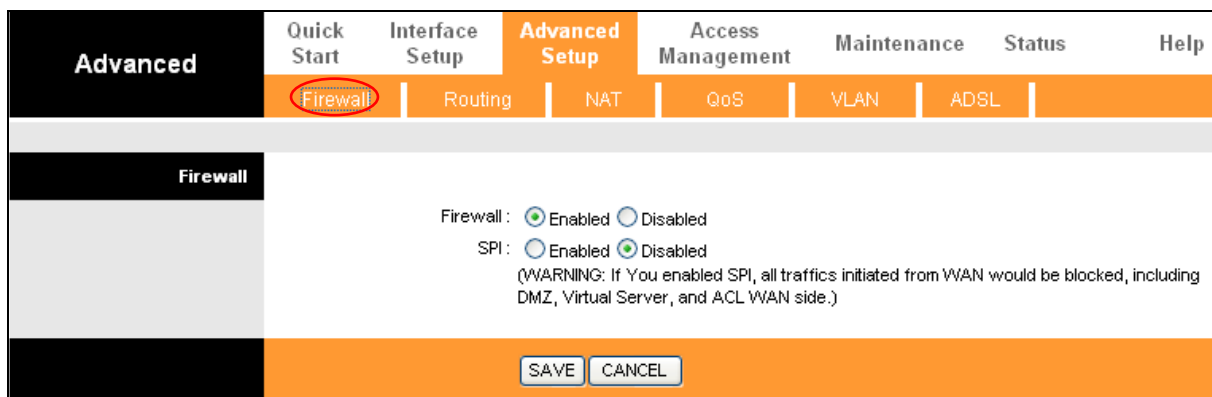 Advanced
Quick Start
Interface Setup
Advanced Setup
Access Management
Maintenance
Status
Help
Firewall
Routing
NAT
QoS
VLAN
ADSL
Firewall
Firewall : Enabled Disabled
SPI : Enabled Disabled
(WARNING: If You enabled SPI, all traffics initiated from WAN would be blocked, including
DMZ, Virtual Server, and ACL WAN side.)
SAVE CANCEL